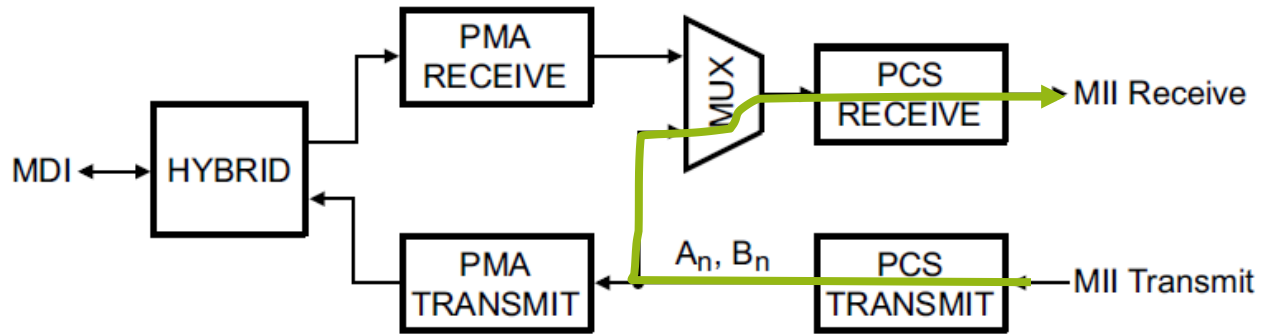 PMA
RECEIVE
MUX
PCS
RECEIVE
MII Receive
MDI
HYBRID
PMA
TRANSMIT
Aₙ, Bₙ
PCS
TRANSMIT
MII Transmit